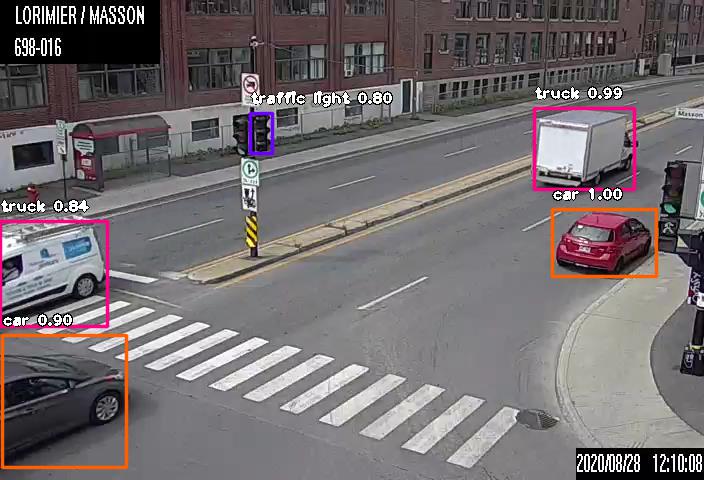 LORIMIER / MASSON
698-016
truck 0.99
traffic light 0.80
Masson
car 1.00
truck 0.84
car 0.90
2020/08/28 12:10:08